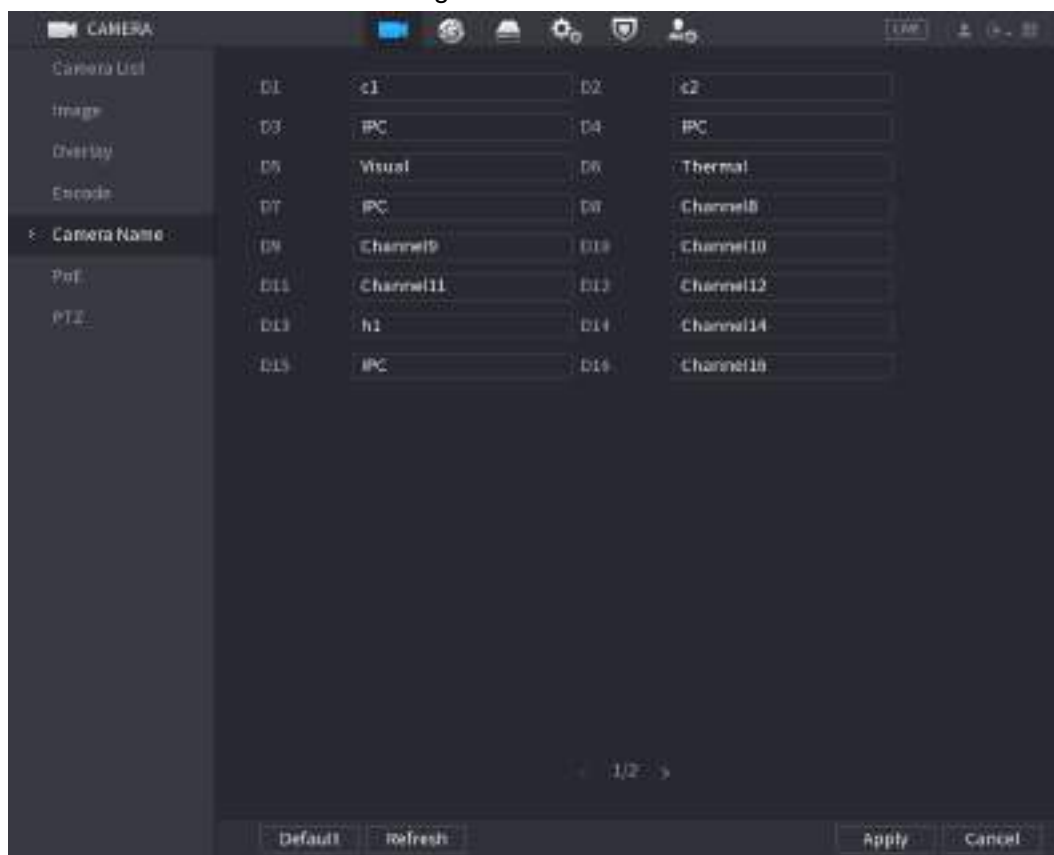 CAMERA LIVE
Camera List
Image
Overlay
Encode
Camera Name
PoE
PTZ
D1 c1 D2 c2
D3 IPC D4 IPC
D5 Visual D6 Thermal
D7 IPC D8 Channel8
D9 Channel9 D10 Channel10
D11 Channel11 D12 Channel12
D13 h1 D14 Channel14
D15 IPC D16 Channel16
< 1/2 >
Default Refresh Apply Cancel